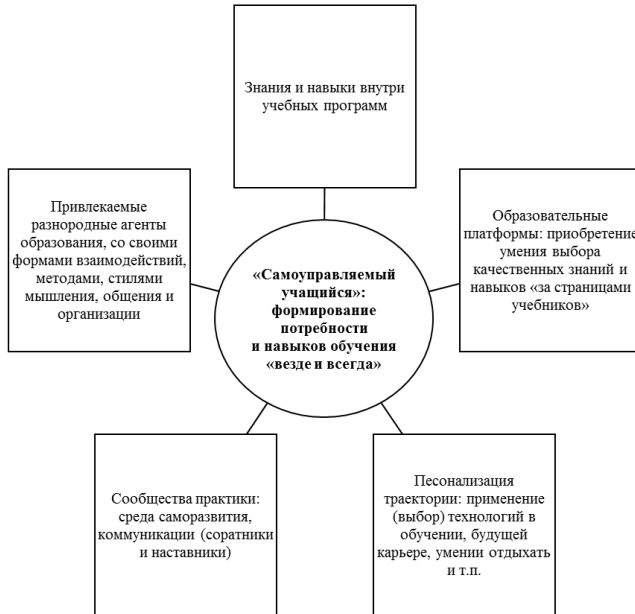 Знания и навыки внутри
учебных программ
Привлекаемые
разнородные агенты
образования, со своими
формами взаимодействий,
методами, стилями
мышления, общения и
организации
«Самоуправляемый
учащийся»:
формирование
потребности
и навыков обучения
«везде и всегда»
Образовательные
платформы: приобретение
умения выбора
качественных знаний и
навыков «за страницами
учебников»
Сообщества практики:
среда саморазвития,
коммуникации (соратники
и наставники)
Песонализация
траектории: применение
(выбор) технологий в
обучении, будущей
карьере, умении отдыхать
и т.п.